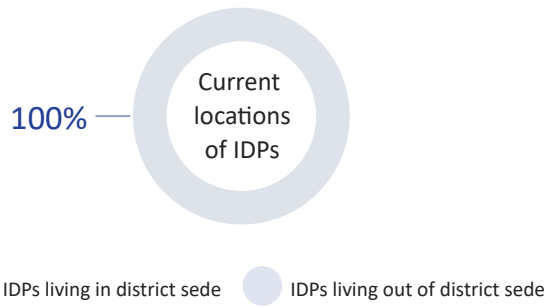 Current
locations
of IDPs
100%
IDPs living in district sede
IDPs living out of district sede